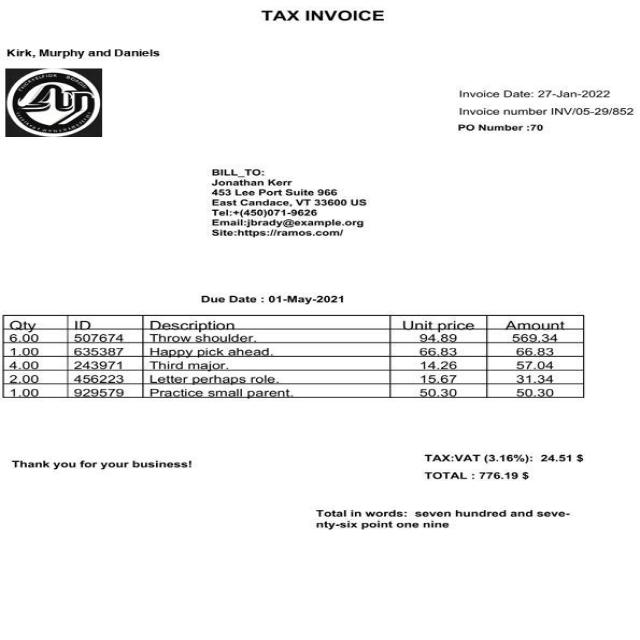 TAX INVOICE
Kirk, Murphy and Daniels
Invoice Date: 27-Jan-2022
Invoice number INV/05-29/852
PO Number :70
BILL_TO:
Jonathan Kerr
453 Lee Port Suite 966
East Candace, VT 33600 US
Tel:+(450)071-9626
Email:jbrady@example.org
Site:https://ramos.com/
Due Date : 01-May-2021
Qty ID Description Unit price Amount
6.00 507674 Throw shoulder. 94.89 569.34
1.00 635387 Happy pick ahead. 66.83 66.83
4.00 243971 Third major. 14.26 57.04
2.00 456223 Letter perhaps role. 15.67 31.34
1.00 929579 Practice small parent. 50.30 50.30
TAX:VAT (3.16%): 24.51 $
Thank you for your business!
TOTAL : 776.19 $
Total in words: seven hundred and seve-
nty-six point one nine